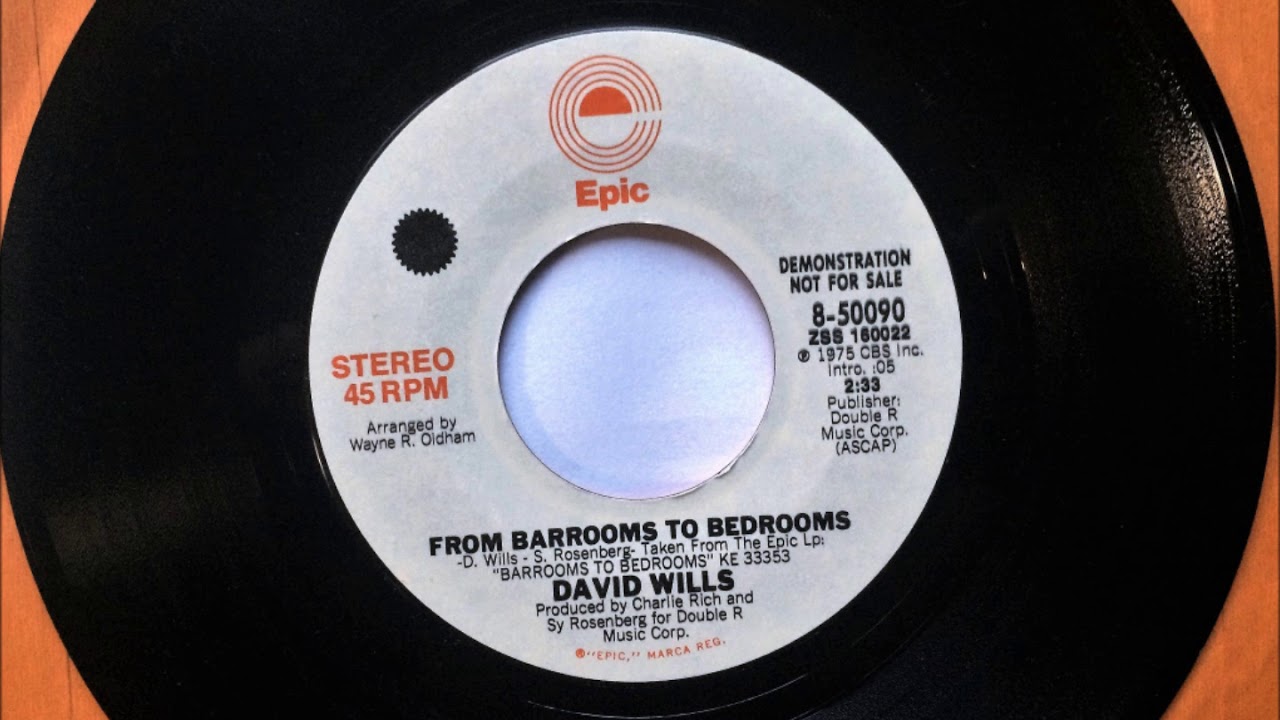 Epic
DEMONSTRATION
NOT FOR SALE
8-50090
ZSS 160022
℗ 1975 CBS Inc.
Intro. :05
2:33
Publisher:
Double R
Music Corp.
(ASCAP)
STEREO
45 RPM
Arranged by
Wayne R. Oldham
FROM BARROOMS TO BEDROOMS
-D. Wills - S. Rosenberg- Taken From The Epic Lp:
"BARROOMS TO BEDROOMS" KE 33353
DAVID WILLS
Produced by Charlie Rich and
Sy Rosenberg for Double R
Music Corp.
®"EPIC," MARCA REG.